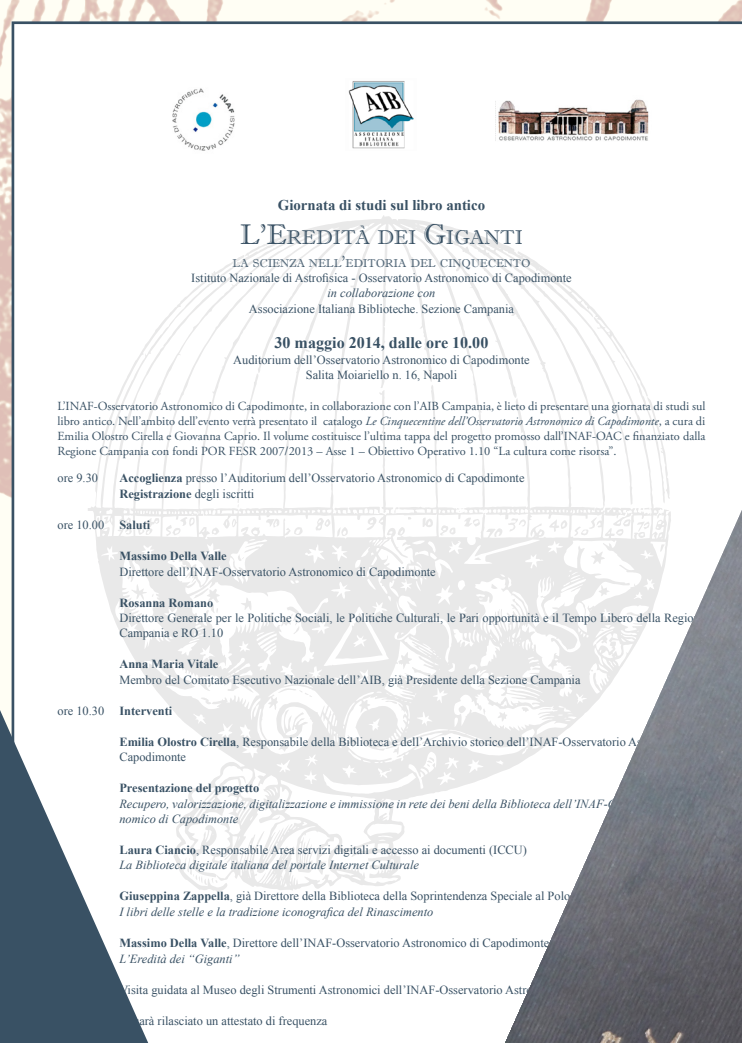 ISTITUTO NAZIONALE DI ASTROFISICA INAF
AIB
ASSOCIAZIONE
ITALIANA
BIBLIOTECHE
OSSERVATORIO ASTRONOMICO DI CAPODIMONTE
Giornata di studi sul libro antico
L'Eredità dei Giganti
la scienza nell'editoria del cinquecento
Istituto Nazionale di Astrofisica - Osservatorio Astronomico di Capodimonte
in collaborazione con
Associazione Italiana Biblioteche. Sezione Campania
30 maggio 2014, dalle ore 10.00
Auditorium dell'Osservatorio Astronomico di Capodimonte
Salita Moiariello n. 16, Napoli
L'INAF-Osservatorio Astronomico di Capodimonte, in collaborazione con l'AIB Campania, è lieto di presentare una giornata di studi sul
libro antico. Nell'ambito dell'evento verrà presentato il catalogo Le Cinquecentine dell'Osservatorio Astronomico di Capodimonte, a cura di
Emilia Olostro Cirella e Giovanna Caprio. Il volume costituisce l'ultima tappa del progetto promosso dall'INAF-OAC e finanziato dalla
Regione Campania con fondi POR FESR 2007/2013 – Asse 1 – Obiettivo Operativo 1.10 "La cultura come risorsa".
ore 9.30 Accoglienza presso l'Auditorium dell'Osservatorio Astronomico di Capodimonte
Registrazione degli iscritti
ore 10.00 Saluti
Massimo Della Valle
Direttore dell'INAF-Osservatorio Astronomico di Capodimonte
Rosanna Romano
Direttore Generale per le Politiche Sociali, le Politiche Culturali, le Pari opportunità e il Tempo Libero della Regio
Campania e RO 1.10
Anna Maria Vitale
Membro del Comitato Esecutivo Nazionale dell'AIB, già Presidente della Sezione Campania
ore 10.30 Interventi
Emilia Olostro Cirella, Responsabile della Biblioteca e dell'Archivio storico dell'INAF-Osservatorio
Capodimonte
Presentazione del progetto
Recupero, valorizzazione, digitalizzazione e immissione in rete dei beni della Biblioteca dell'INAF-
nomico di Capodimonte
Laura Ciancio, Responsabile Area servizi digitali e accesso ai documenti (ICCU)
La Biblioteca digitale italiana del portale Internet Culturale
Giuseppina Zappella, già Direttore della Biblioteca della Soprintendenza Speciale al Polo
I libri delle stelle e la tradizione iconografica del Rinascimento
Massimo Della Valle, Direttore dell'INAF-Osservatorio Astronomico di Capodimonte
L'Eredità dei "Giganti"
Visita guidata al Museo degli Strumenti Astronomici dell'INAF-Osservatorio Astro
arà rilasciato un attestato di frequenza